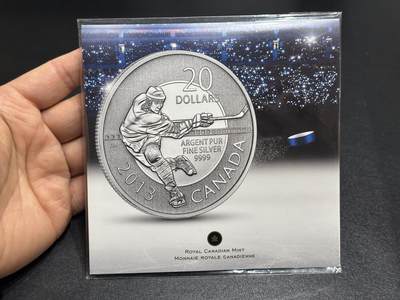 20
DOLLARS
ARGENT PUR
FINE SILVER
9999
2013 CANADA
ROYAL CANADIAN MINT
MONNAIE ROYALE CANADIENNE